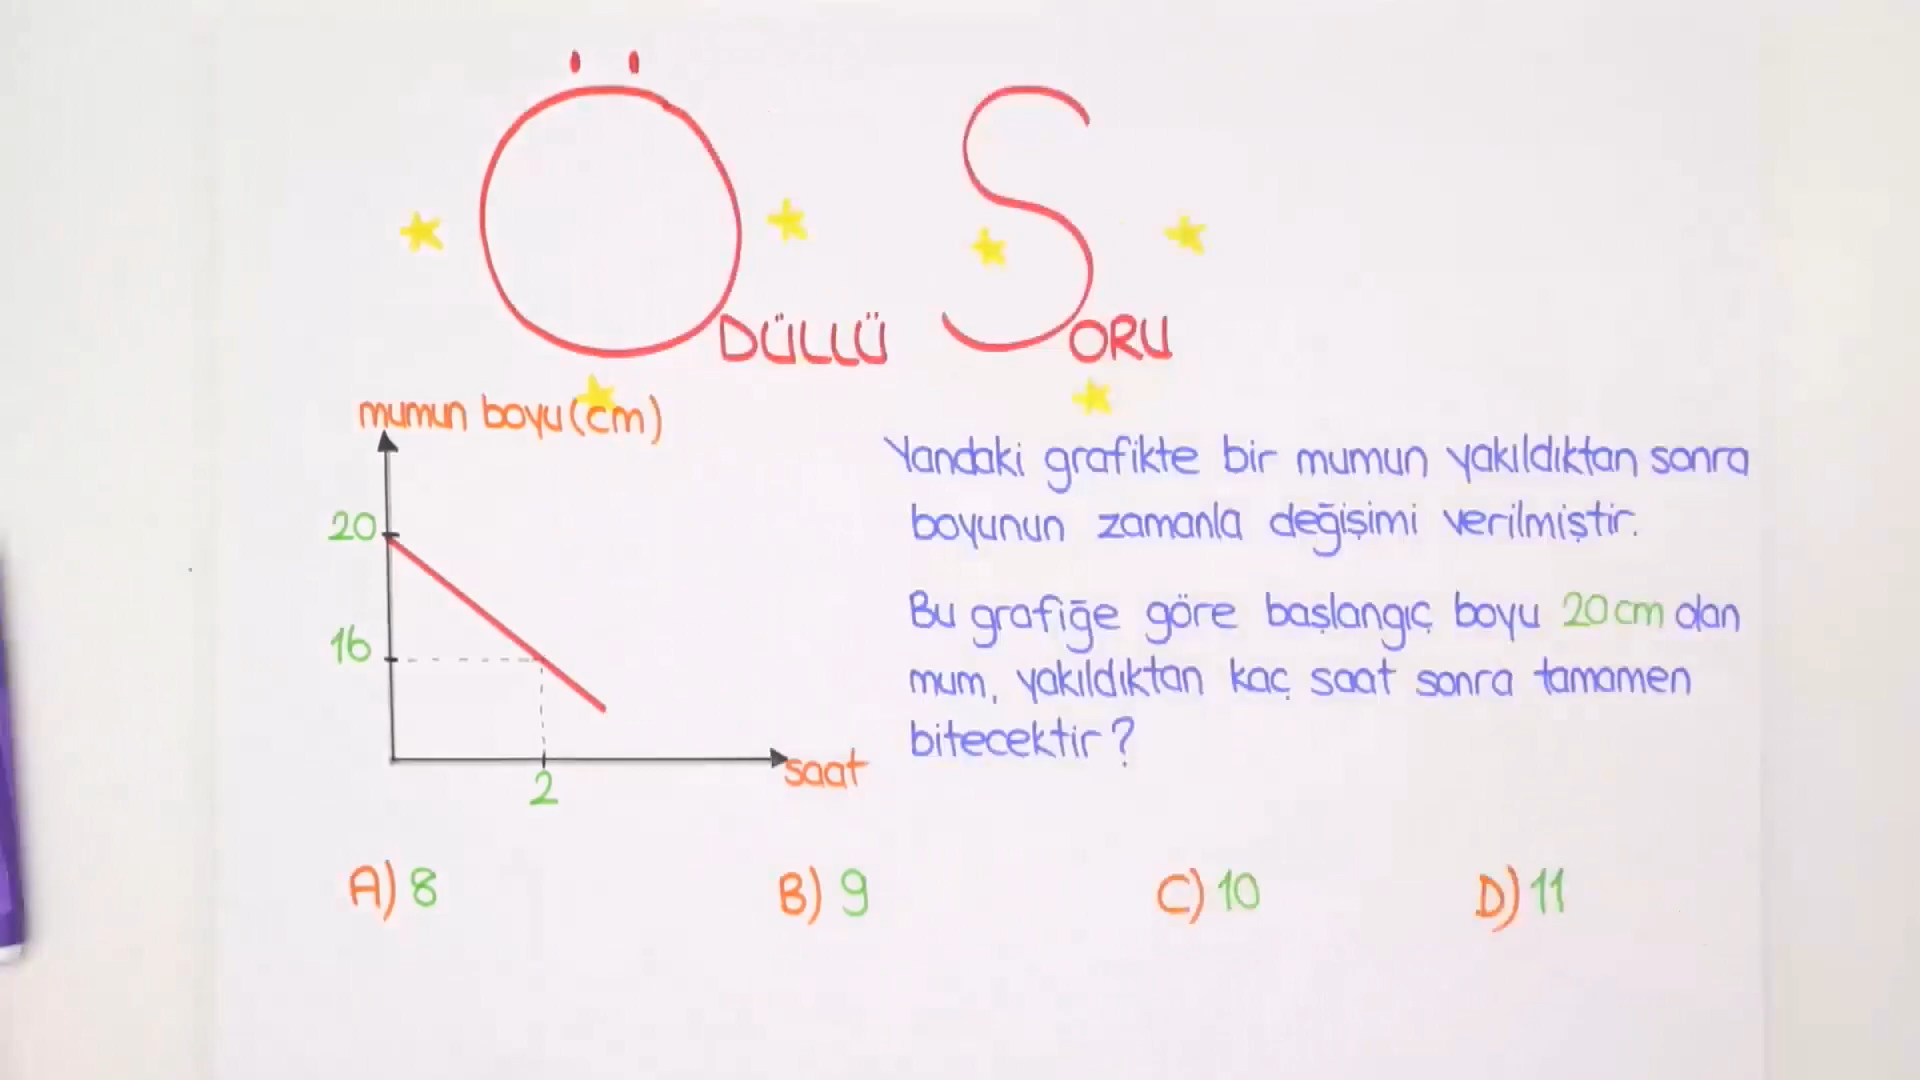 ÖDÜLLÜ SORU
mumun boyu (cm)
20
16
2
saat
Yandaki grafikte bir mumun yakıldıktan sonra
boyunun zamanla değişimi verilmiştir.
Bu grafiğe göre başlangıç boyu 20 cm olan
mum, yakıldıktan kaç saat sonra tamamen
bitecektir?
A) 8 B) 9 C) 10 D) 11